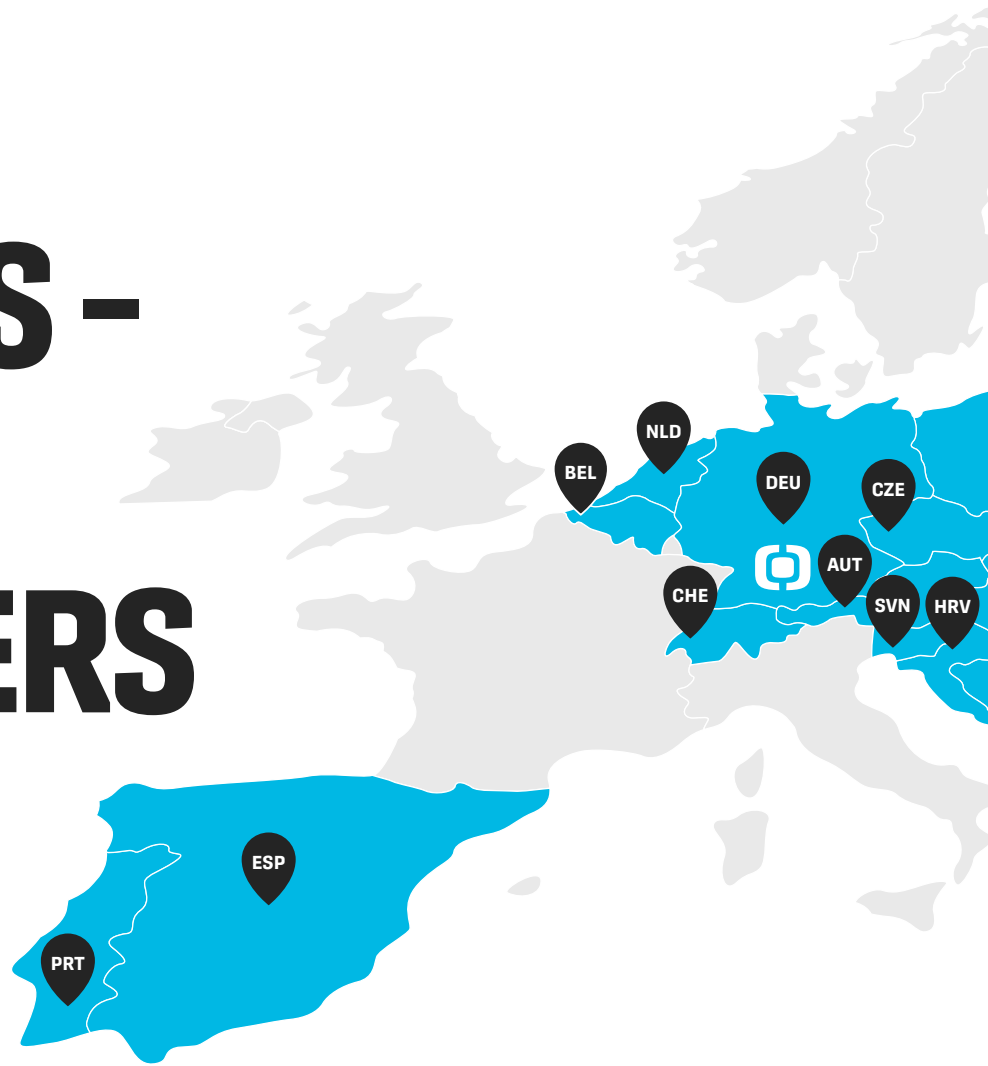 S –
ERS
NLD
BEL
DEU
CZE
AUT
CHE
SVN
HRV
ESP
PRT